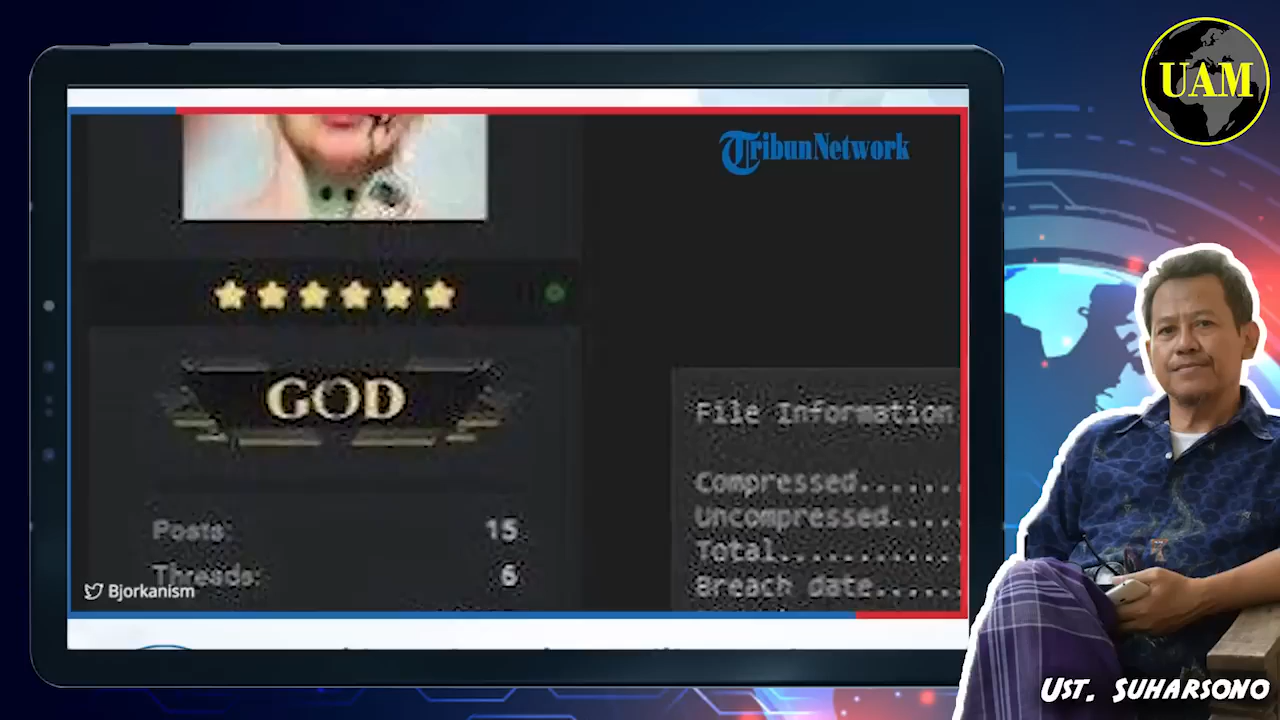 UAM
TribunNetwork
GOD
Posts: 15
Threads: 6
Bjorkanism
File Information
Compressed.......
Uncompressed.....
Total............
Breach date......
UST. SUHARSONO